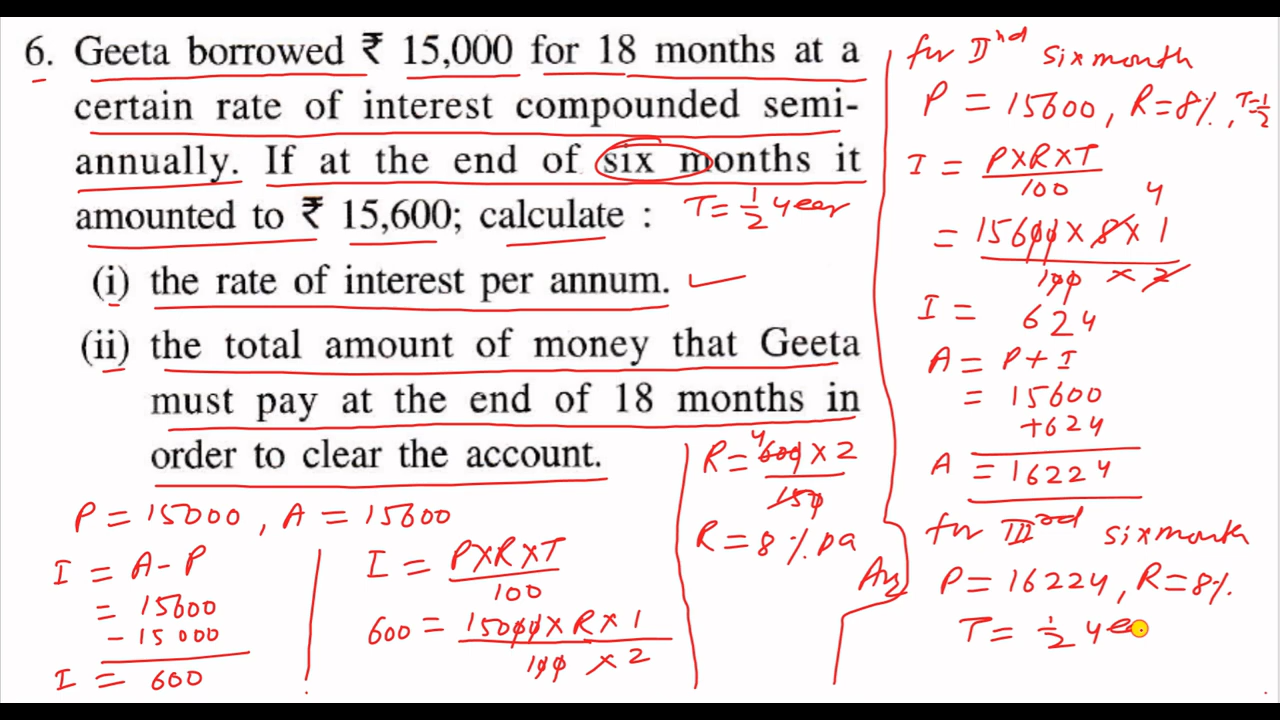 6. Geeta borrowed ₹ 15,000 for 18 months at a
certain rate of interest compounded semi-
annually. If at the end of six months it
amounted to ₹ 15,600; calculate : T = 1/2 year
(i) the rate of interest per annum.
(ii) the total amount of money that Geeta
must pay at the end of 18 months in
order to clear the account.
P = 15000, A = 15600
I = A - P
= 15600
- 15000
I = 600
I = P×R×T
100
600 = 15000 × R × 1
100 × 2
R = 4 600 × 2
150
R = 8 % pa
Ans
for IInd six month
P = 15600, R = 8%, T = 1/2
I = P×R×T
100
4
= 15600 × 8 × 1
100 × 2
I = 624
A = P + I
= 15600
+624
A = 16224
for IIIrd six month
P = 16224, R = 8%
T = 1/2 yea